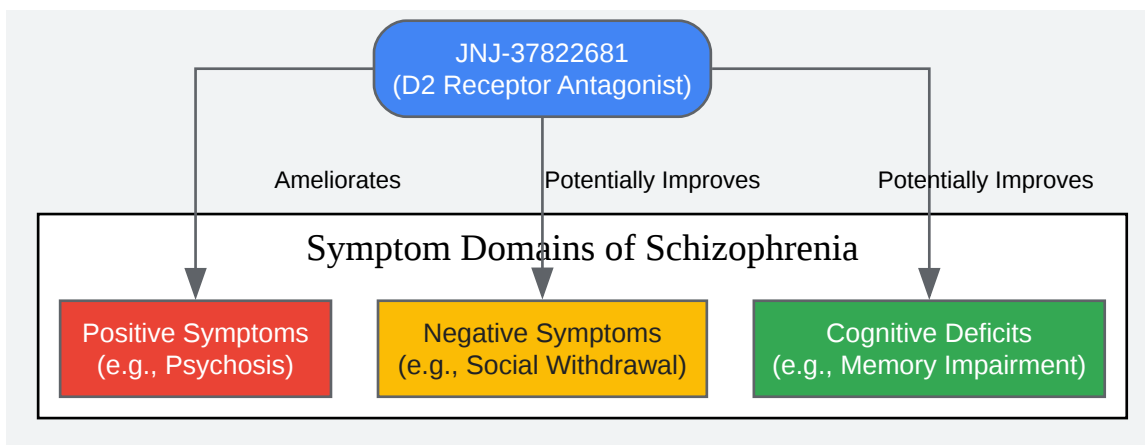 JNJ-37822681
(D2 Receptor Antagonist)
Ameliorates
Potentially Improves
Potentially Improves
Symptom Domains of Schizophrenia
Positive Symptoms
(e.g., Psychosis)
Negative Symptoms
(e.g., Social Withdrawal)
Cognitive Deficits
(e.g., Memory Impairment)